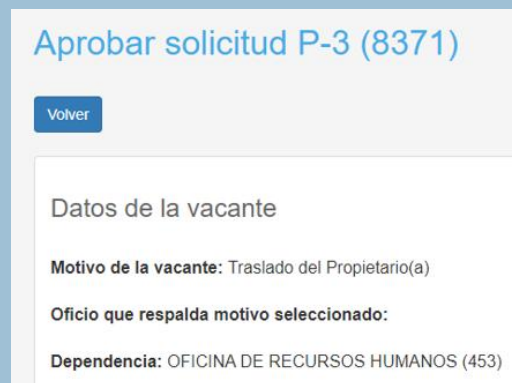 Aprobar solicitud P-3 (8371)
Volver
Datos de la vacante
Motivo de la vacante: Traslado del Propietario(a)
Oficio que respalda motivo seleccionado:
Dependencia: OFICINA DE RECURSOS HUMANOS (453)